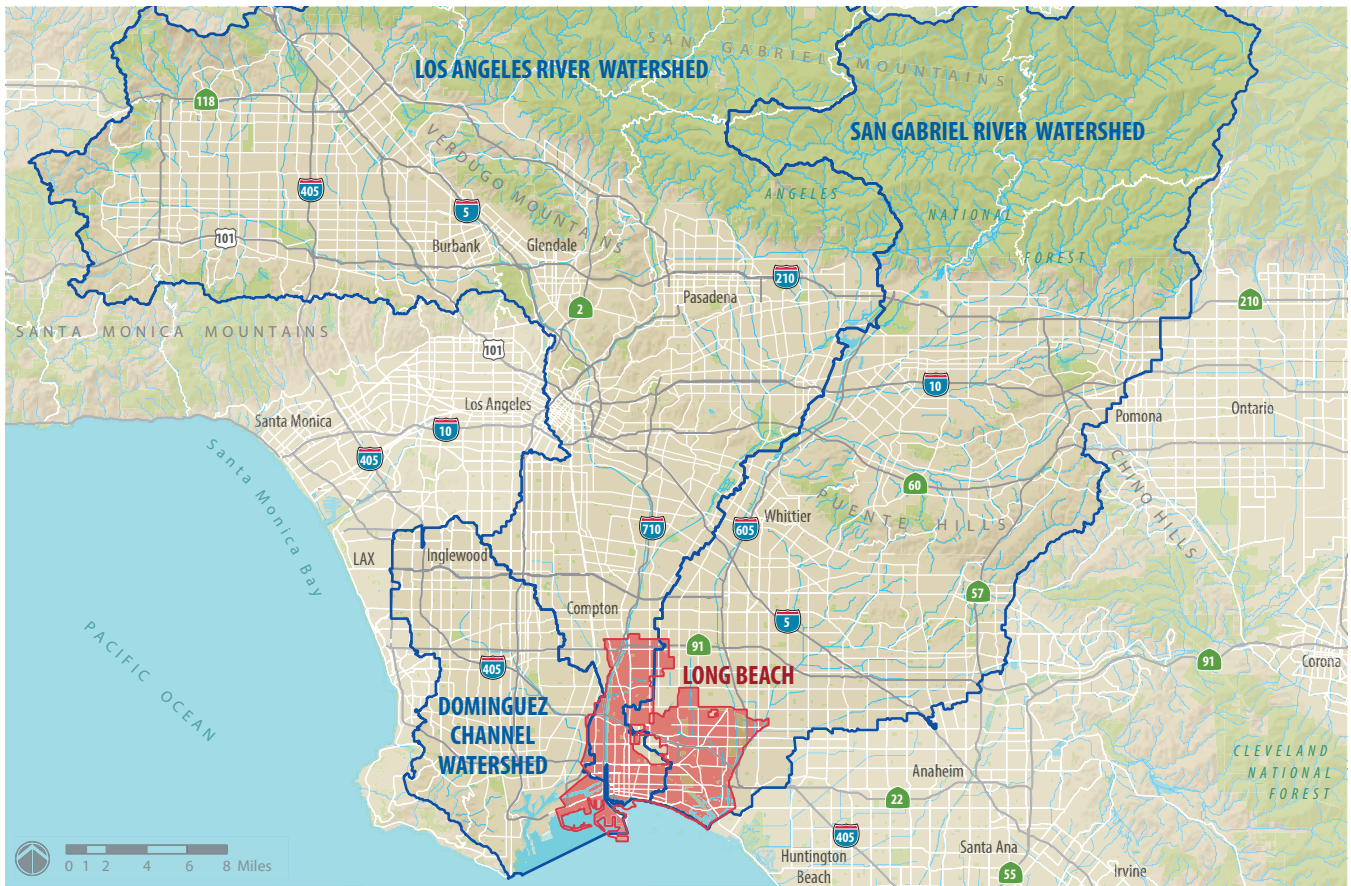 SAN GABRIEL MOUNTAINS
LOS ANGELES RIVER WATERSHED
118
SAN GABRIEL RIVER WATERSHED
VERDUGO MOUNTAINS
405
5
ANGELES
NATIONAL
FOREST
101
Burbank
Glendale
210
Pasadena
210
2
SANTA MONICA MOUNTAINS
101
10
Santa Monica
Los Angeles
10
405
Pomona
Ontario
Santa Monica Bay
CHINO HILLS
60
PUENTE HILLS
710
605
Whittier
LAX
Inglewood
57
Compton
5
PACIFIC OCEAN
91
91
Corona
405
LONG BEACH
DOMINGUEZ
CHANNEL
WATERSHED
CLEVELAND
NATIONAL
FOREST
Anaheim
22
405
Santa Ana
Huntington
Beach
55
Irvine
0 1 2 4 6 8 Miles